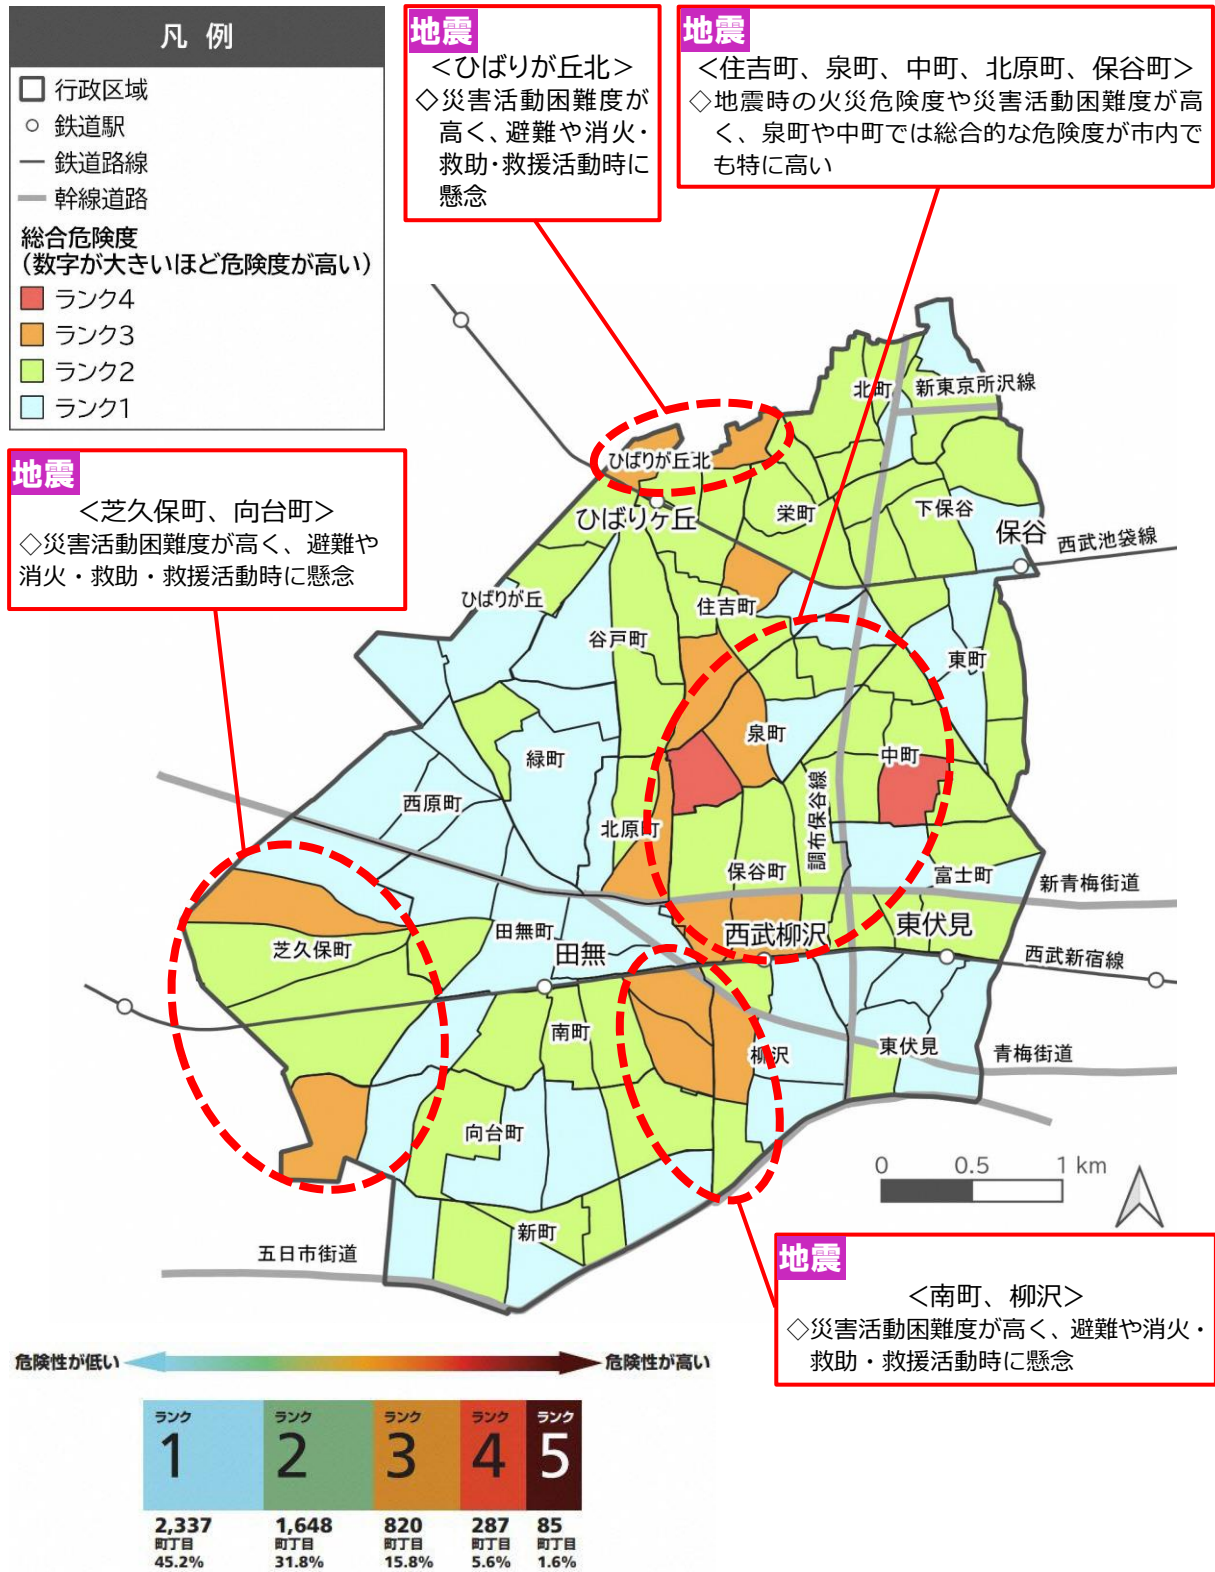 凡 例
行政区域
鉄道駅
鉄道路線
幹線道路
総合危険度
（数字が大きいほど危険度が高い）
ランク4
ランク3
ランク2
ランク1
地震
＜ひばりが丘北＞
◇災害活動困難度が
高く、避難や消火・
救助・救援活動時に
懸念
地震
＜住吉町、泉町、中町、北原町、保谷町＞
◇地震時の火災危険度や災害活動困難度が高
く、泉町や中町では総合的な危険度が市内で
も特に高い
地震
＜芝久保町、向台町＞
◇災害活動困難度が高く、避難や
消火・救助・救援活動時に懸念
北町
新東京所沢線
ひばりが丘北
ひばりヶ丘
栄町
下保谷
保谷
西武池袋線
ひばりが丘
住吉町
谷戸町
東町
泉町
中町
緑町
西原町
調布保谷線
北原町
保谷町
富士町
新青梅街道
芝久保町
田無町
田無
西武柳沢
東伏見
西武新宿線
南町
柳沢
東伏見
青梅街道
向台町
新町
五日市街道
0 0.5 1 km
地震
＜南町、柳沢＞
◇災害活動困難度が高く、避難や消火・
救助・救援活動時に懸念
危険性が低い 危険性が高い
ランク ランク ランク ランク ランク
1 2 3 4 5
2,337 1,648 820 287 85
町丁目 町丁目 町丁目 町丁目 町丁目
45.2% 31.8% 15.8% 5.6% 1.6%